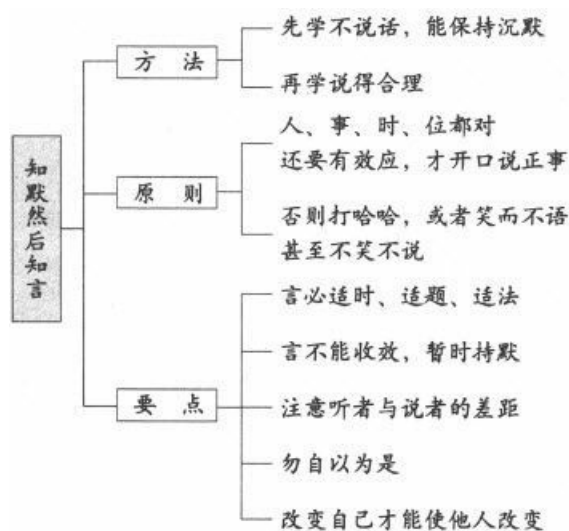 知默然后知言
方法
先学不说话，能保持沉默
再学说得合理
原则
人、事、时、位都对
还要有效应，才开口说正事
否则打哈哈，或者笑而不语
甚至不笑不说
要点
言必适时、适题、适法
言不能收效，暂时持默
注意听者与说者的差距
勿自以为是
改变自己才能使他人改变